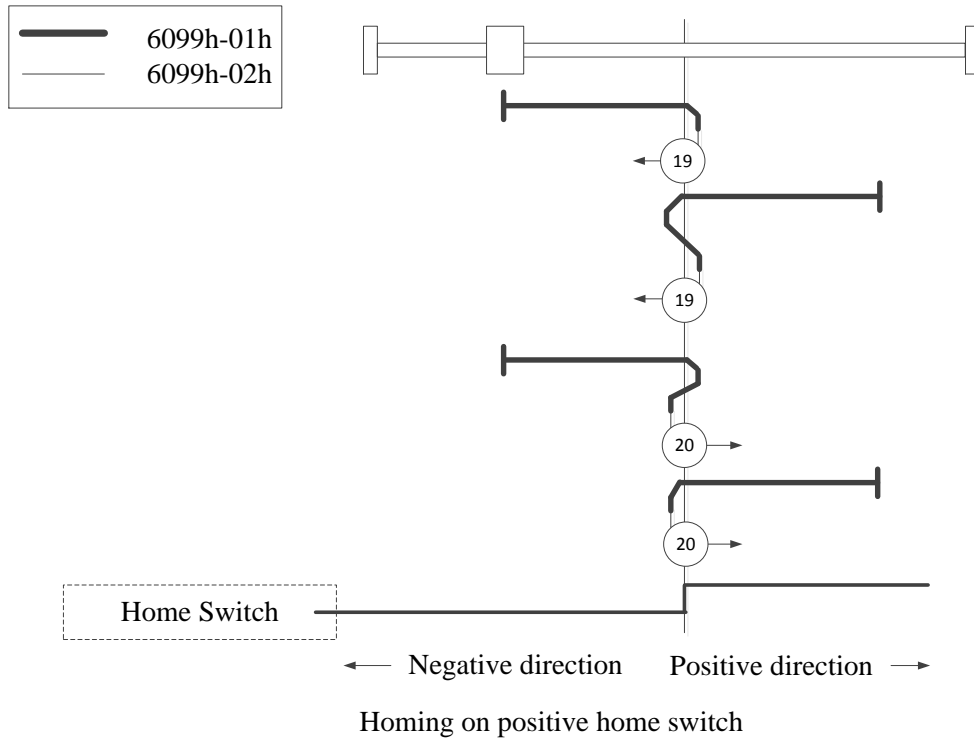 6099h-01h
6099h-02h
19
19
20
20
Home Switch
Negative direction
Positive direction
Homing on positive home switch